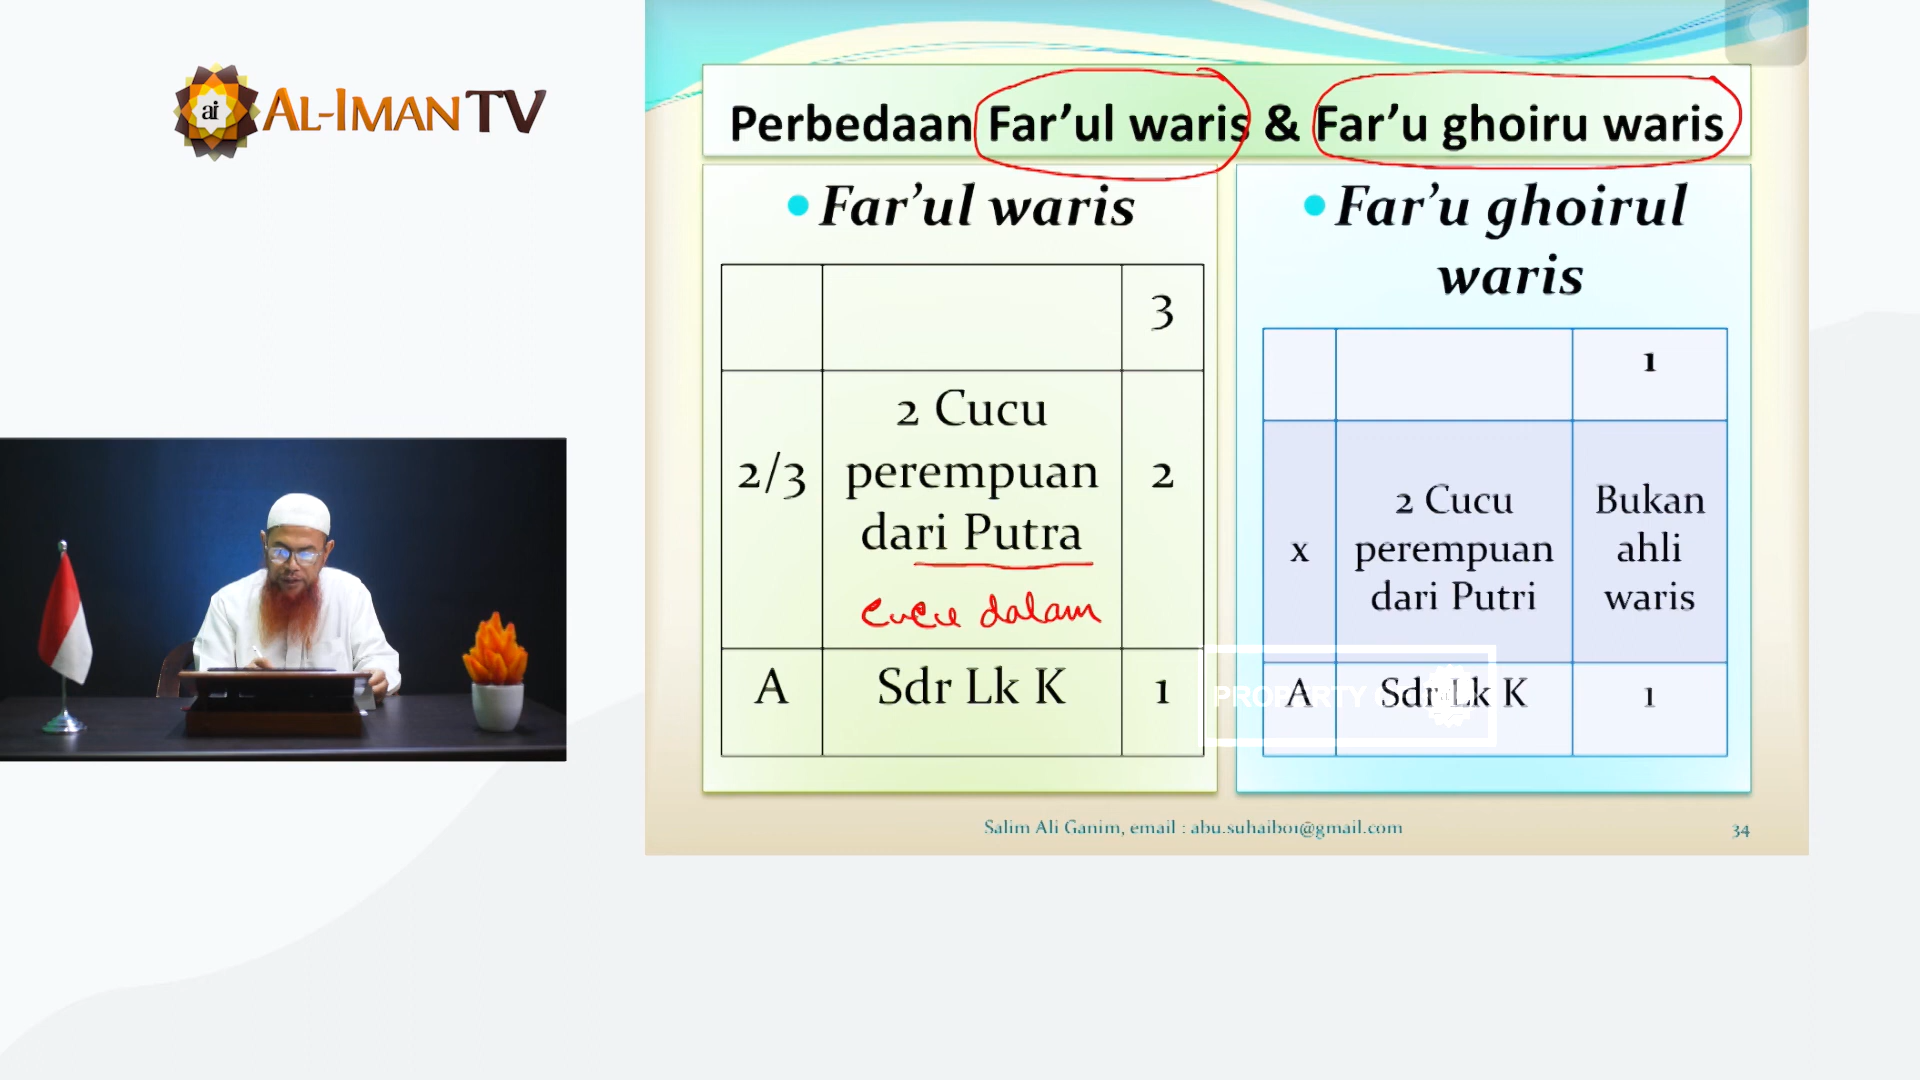 ai AL-IMAN TV
Perbedaan Far'ul waris & Far'u ghoiru waris
Far'ul waris
3
2/3
2 Cucu
perempuan
dari Putra
cucu dalam
2
A
Sdr Lk K
1
Far'u ghoirul
waris
1
x
2 Cucu
perempuan
dari Putri
Bukan
ahli
waris
A
Sdr Lk K
1
PROPERTY
Salim Ali Ganim, email : abu.suhaib01@gmail.com
34